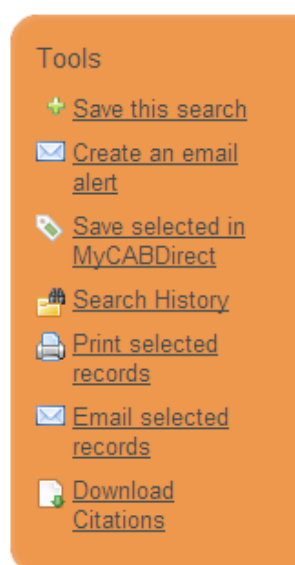 Tools
Save this search
Create an email
alert
Save selected in
MyCABDirect
Search History
Print selected
records
Email selected
records
Download
Citations